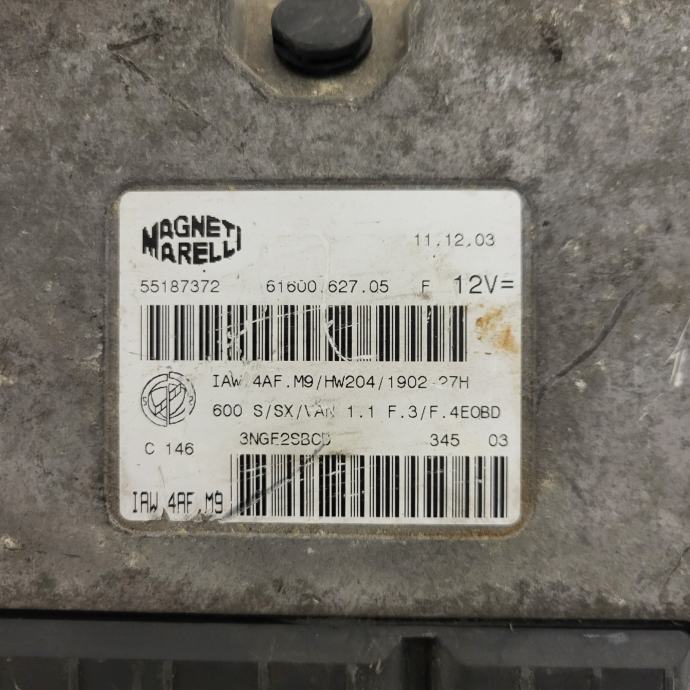 MAGNETI
MARELLI
11.12.03
55187372 61600.627.05 F 12V=
IAW 4AF.M9/HW204/1902-27H
600 S/SX/VAN 1.1 F.3/F.4EOBD
C 146
345 03
IAW 4AF.M9